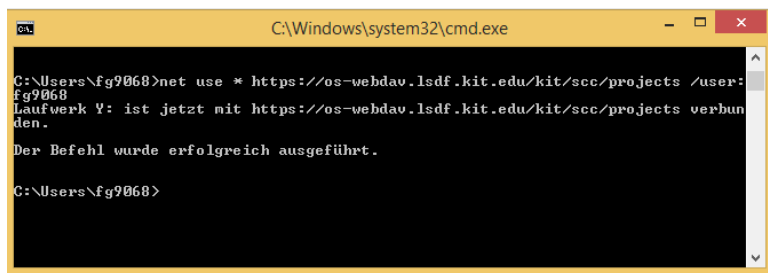 C:\Windows\system32\cmd.exe
C:\Users\fg9068>net use * https://os-webdav.lsdf.kit.edu/kit/scc/projects /user:
fg9068
Laufwerk Y: ist jetzt mit https://os-webdav.lsdf.kit.edu/kit/scc/projects verbun
den.
Der Befehl wurde erfolgreich ausgeführt.
C:\Users\fg9068>